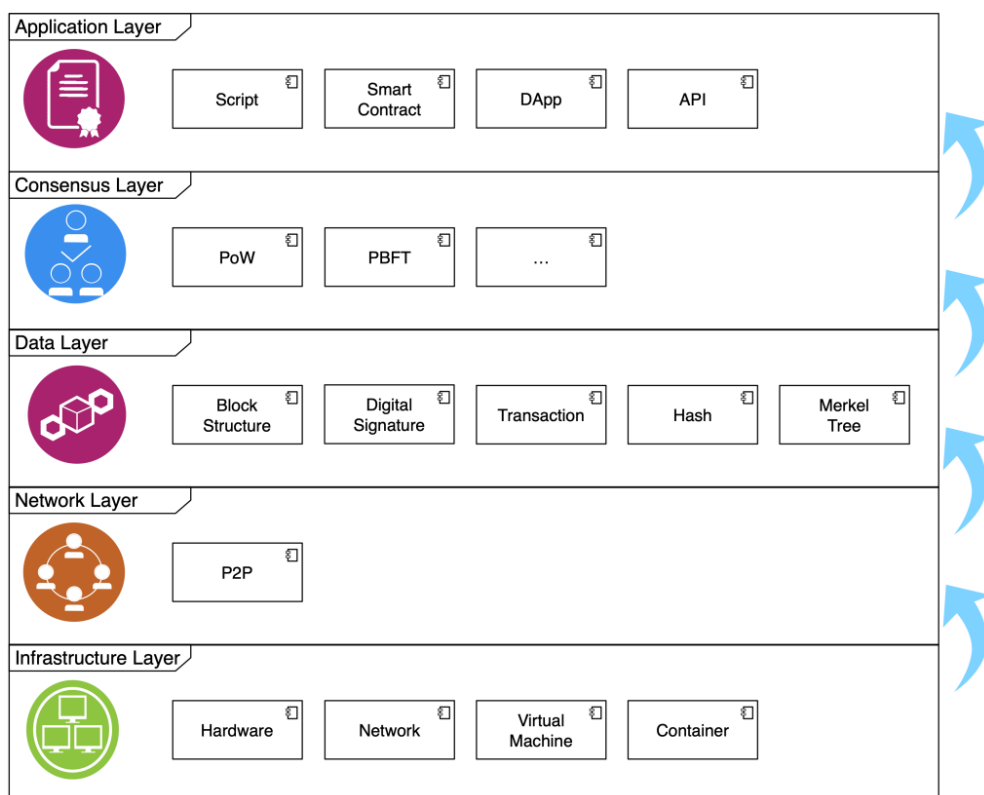 Application Layer
Script
Smart
Contract
DApp
API
Consensus Layer
PoW
PBFT
...
Data Layer
Block
Structure
Digital
Signature
Transaction
Hash
Merkel
Tree
Network Layer
P2P
Infrastructure Layer
Hardware
Network
Virtual
Machine
Container